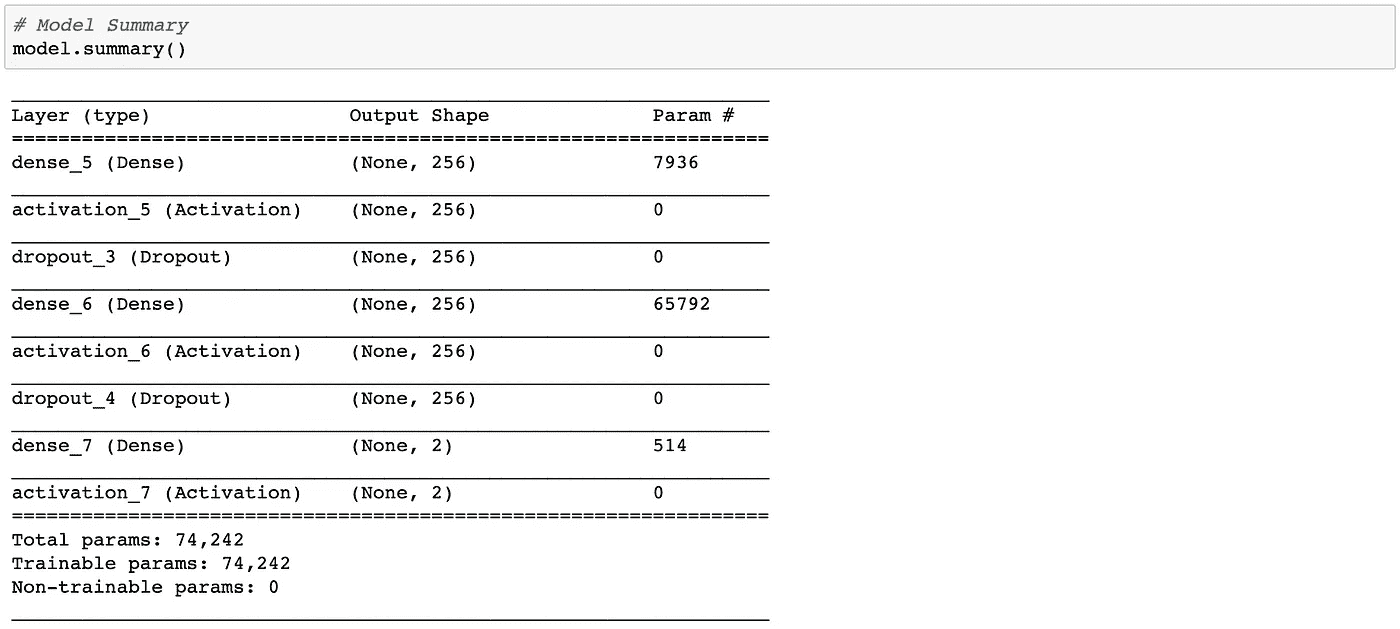 # Model Summary
model.summary()
Layer (type) Output Shape Param #
=================================================================
dense_5 (Dense) (None, 256) 7936
activation_5 (Activation) (None, 256) 0
dropout_3 (Dropout) (None, 256) 0
dense_6 (Dense) (None, 256) 65792
activation_6 (Activation) (None, 256) 0
dropout_4 (Dropout) (None, 256) 0
dense_7 (Dense) (None, 2) 514
activation_7 (Activation) (None, 2) 0
=================================================================
Total params: 74,242
Trainable params: 74,242
Non-trainable params: 0